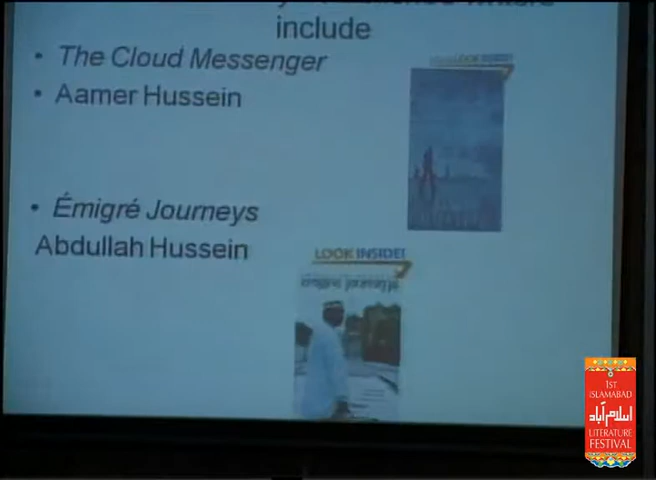 include
• The Cloud Messenger
• Aamer Hussein
LOOK INSIDE!
• Émigré Journeys
Abdullah Hussein
LOOK INSIDE!
émigré journeys
1ST
ISLAMABAD
اسلام آباد
LITERATURE
FESTIVAL